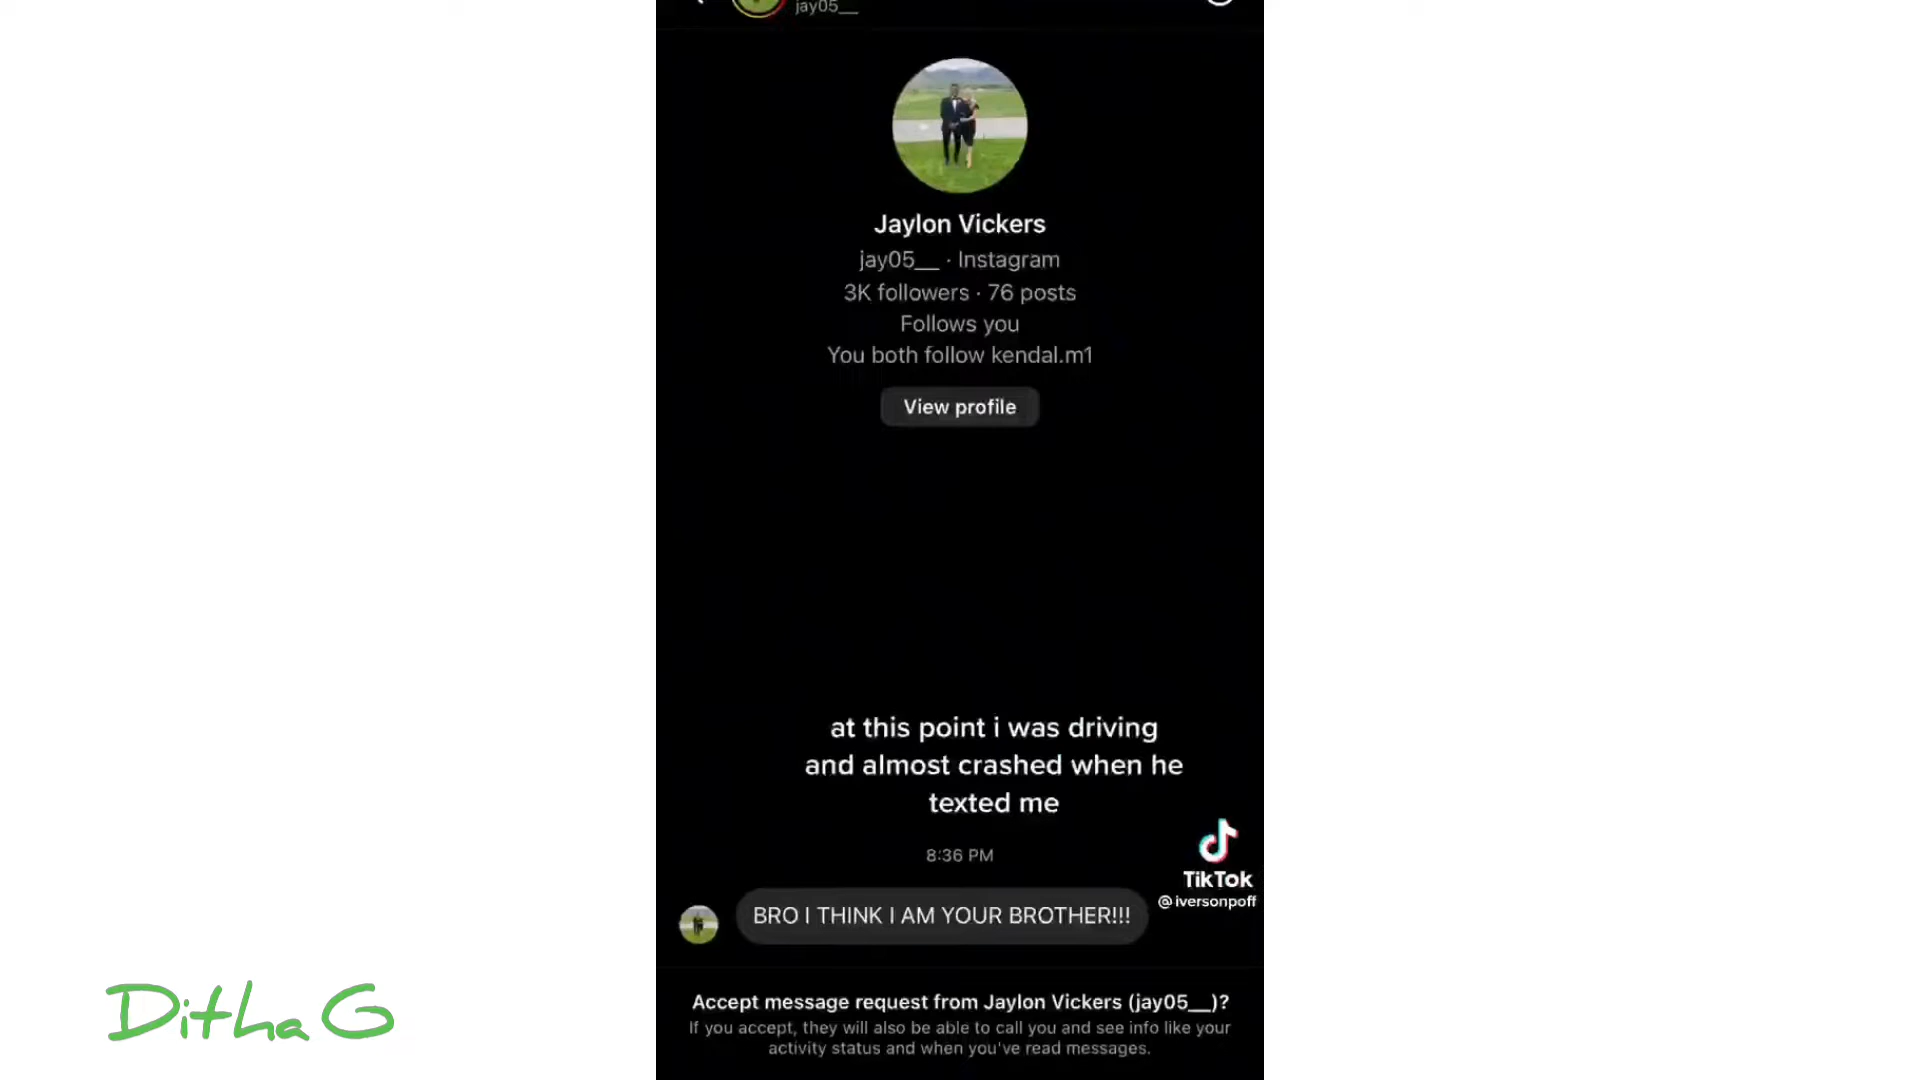 jay05__
Jaylon Vickers
jay05__ · Instagram
3K followers · 76 posts
Follows you
You both follow kendal.m1
View profile
at this point i was driving
and almost crashed when he
texted me
8:36 PM
TikTok
@iversonpoff
BRO I THINK I AM YOUR BROTHER!!!
Accept message request from Jaylon Vickers (jay05__)?
If you accept, they will also be able to call you and see info like your
activity status and when you've read messages.
Ditha G